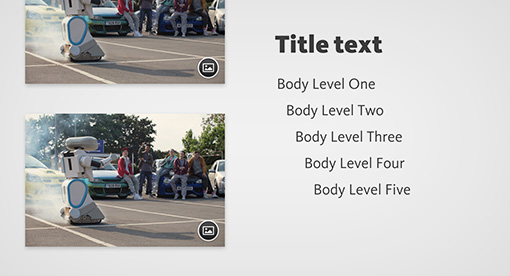 Title text
Body Level One
Body Level Two
Body Level Three
Body Level Four
Body Level Five